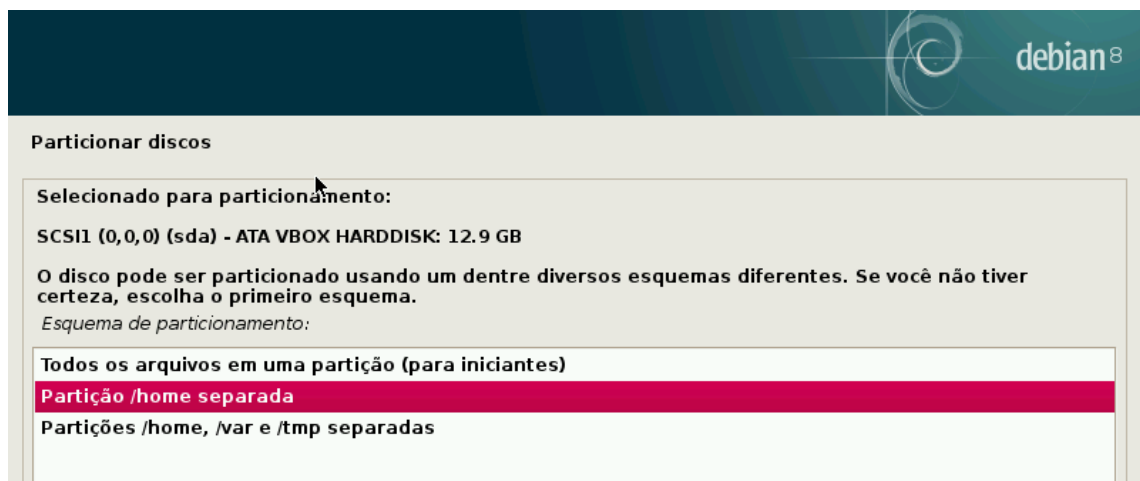 debian 8
Particionar discos
Selecionado para particionamento:
SCSI1 (0,0,0) (sda) - ATA VBOX HARDDISK: 12.9 GB
O disco pode ser particionado usando um dentre diversos esquemas diferentes. Se você não tiver
certeza, escolha o primeiro esquema.
Esquema de particionamento:
Todos os arquivos em uma partição (para iniciantes)
Partição /home separada
Partições /home, /var e /tmp separadas